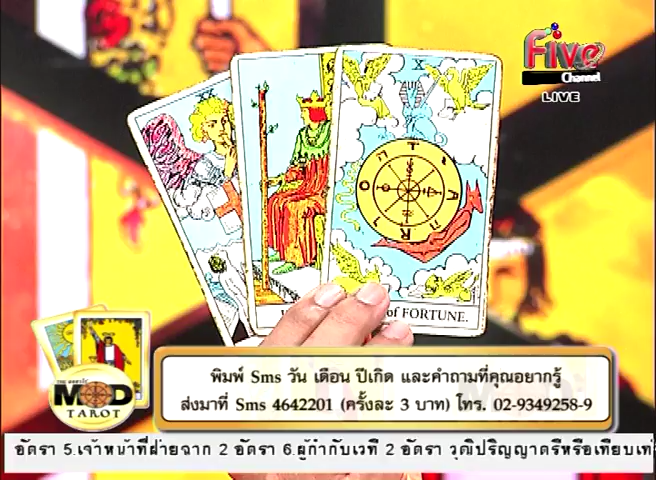 Five
Channel
LIVE
X
of FORTUNE.
พิมพ์ Sms วัน เดือน ปีเกิด และคำถามที่คุณอยากรู้
ส่งมาที่ Sms 4642201 (ครั้งละ 3 บาท) โทร. 02-9349258-9
TAROT
อัตรา 5.เจ้าหน้าที่ฝ่ายฉาก 2 อัตรา 6.ผู้กำกับเวที 2 อัตรา วุฒิปริญญาตรีหรือเทียบเท่